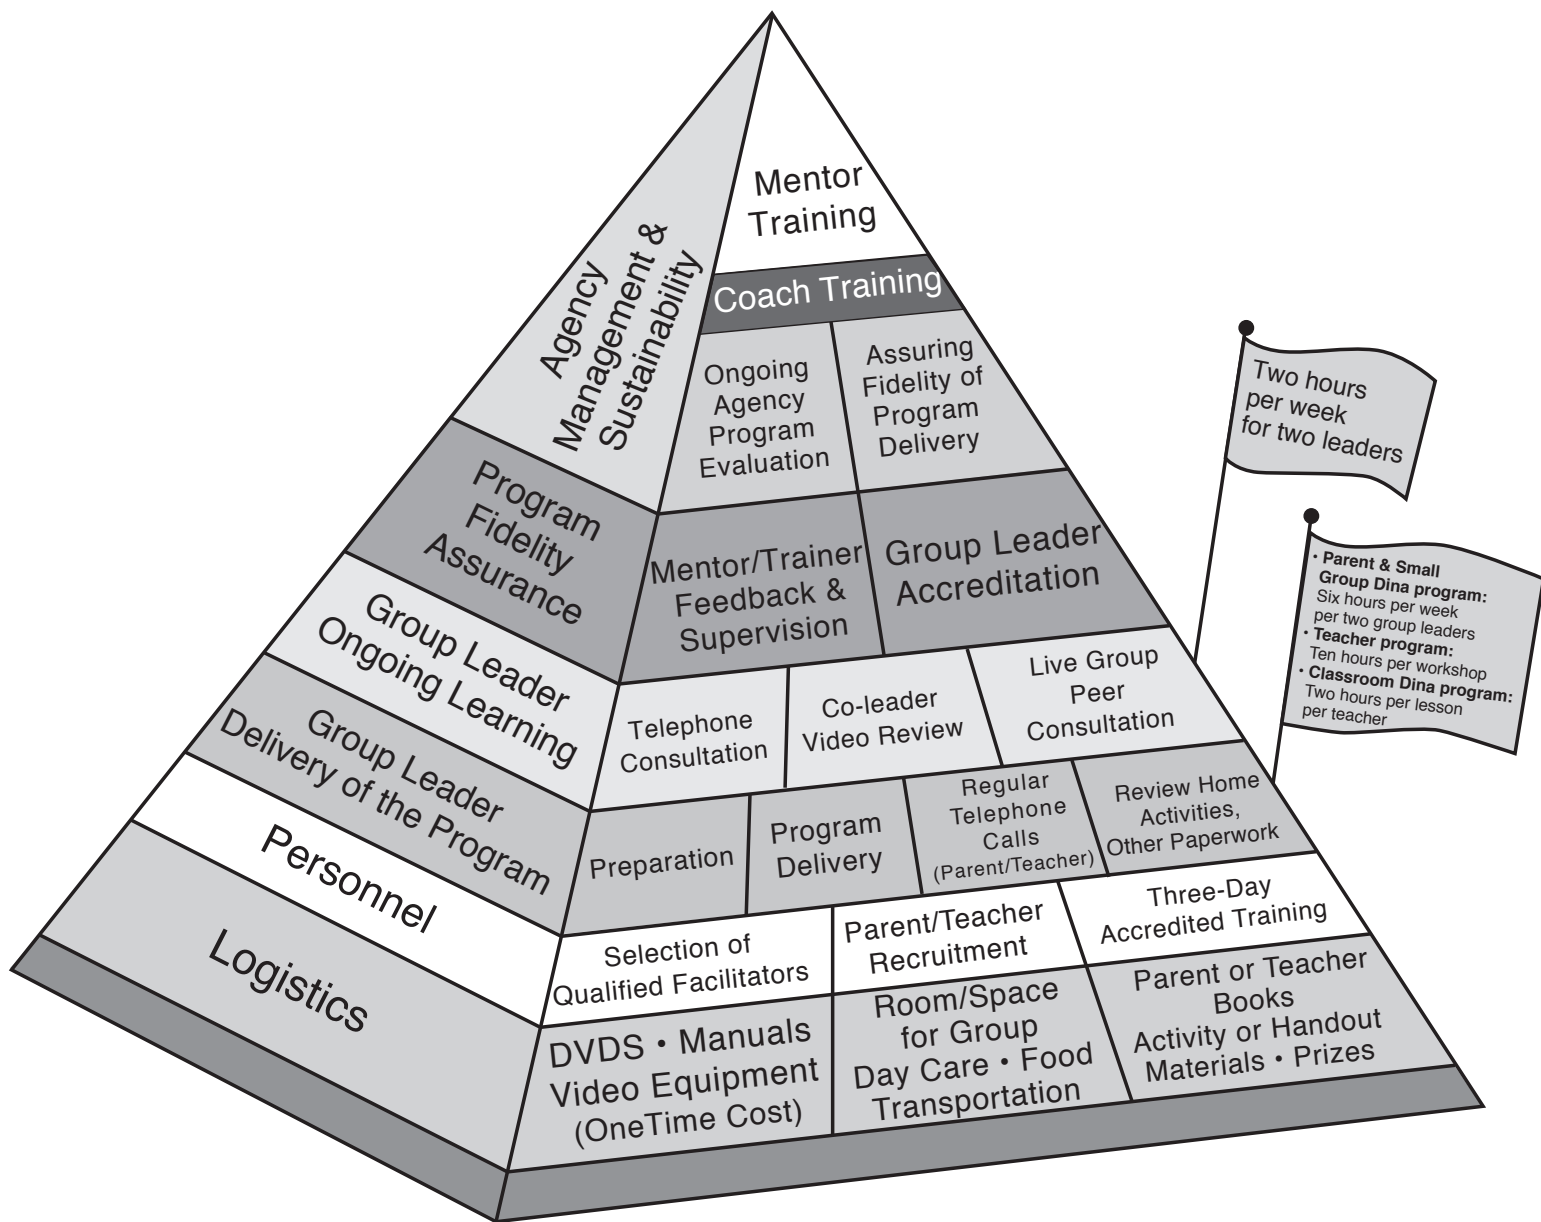 Mentor
Training
Coach Training
Agency
Management &
Sustainability
Ongoing
Agency
Program
Evaluation
Assuring
Fidelity of
Program
Delivery
Program
Fidelity
Assurance
Mentor/Trainer
Feedback &
Supervision
Group Leader
Accreditation
Group Leader
Ongoing Learning
Telephone
Consultation
Co-leader
Video Review
Live Group
Peer
Consultation
Two hours
per week
for two leaders
Group Leader
Delivery of the Program
Preparation
Program
Delivery
Regular
Telephone
Calls
(Parent/Teacher)
Review Home
Activities,
Other Paperwork
• Parent & Small
Group Dina program:
Six hours per week
per two group leaders
• Teacher program:
Ten hours per workshop
• Classroom Dina program:
Two hours per lesson
per teacher
Personnel
Selection of
Qualified Facilitators
Parent/Teacher
Recruitment
Three-Day
Accredited Training
Logistics
DVDS • Manuals
Video Equipment
(OneTime Cost)
Room/Space
for Group
Day Care • Food
Transportation
Parent or Teacher
Books
Activity or Handout
Materials • Prizes